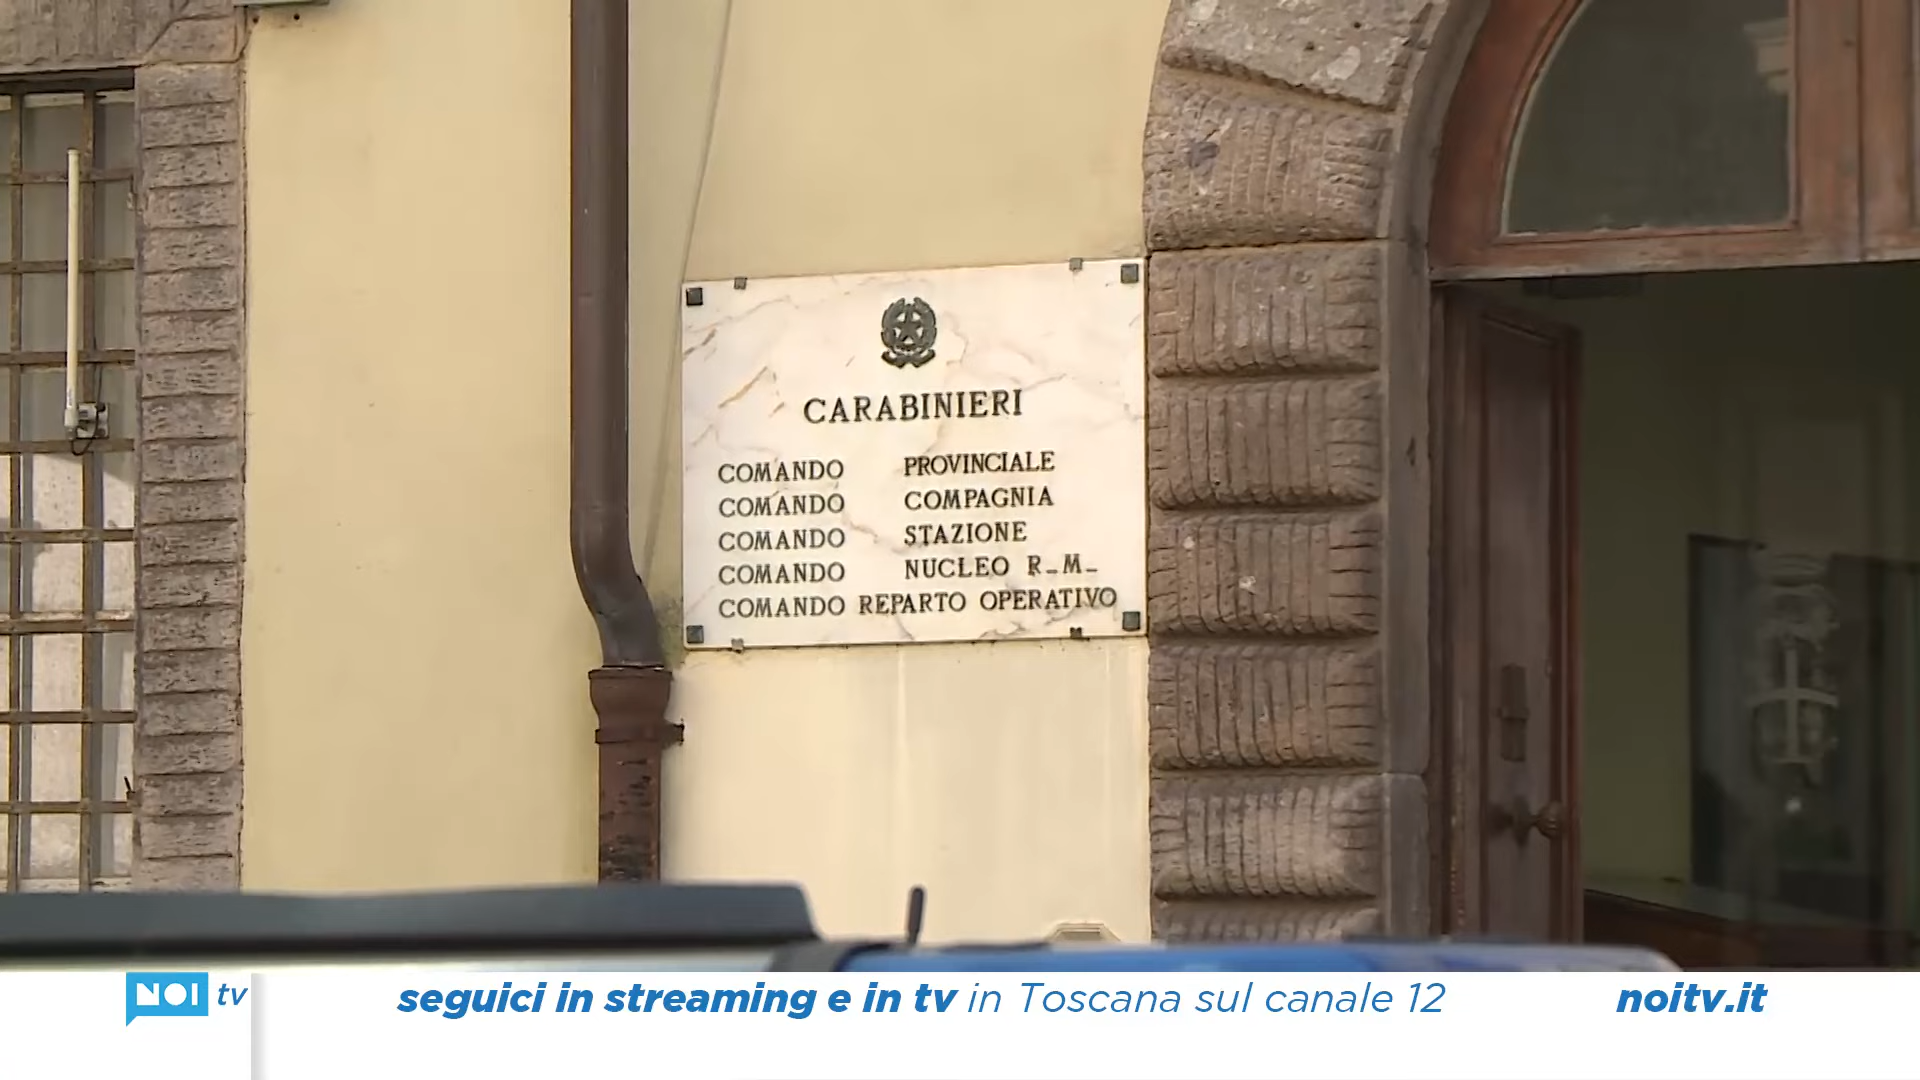 CARABINIERI
COMANDO PROVINCIALE
COMANDO COMPAGNIA
COMANDO STAZIONE
COMANDO NUCLEO R_M_
COMANDO REPARTO OPERATIVO
NOI tv
seguici in streaming e in tv in Toscana sul canale 12
noitv.it